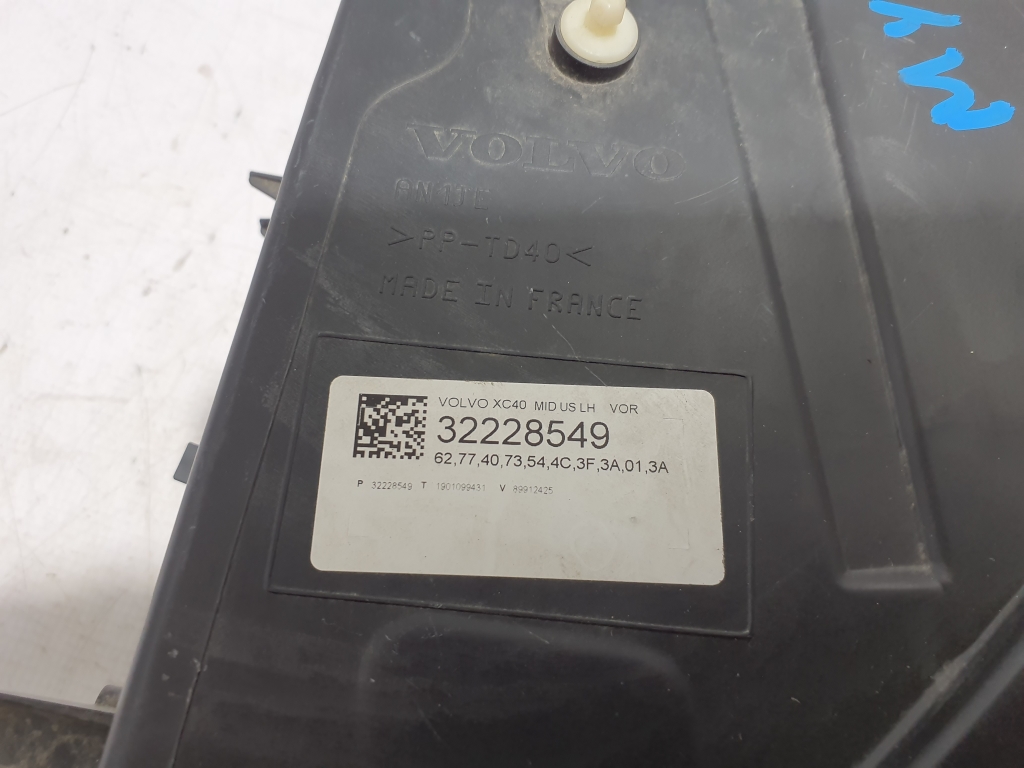 VOLVO
>PP-TD40<
MADE IN FRANCE
VOLVO XC40 MID US LH VOR
32228549
62,77,40,73,54,4C,3F,3A,01,3A
P 32228549 T 1901099431 V 89912425